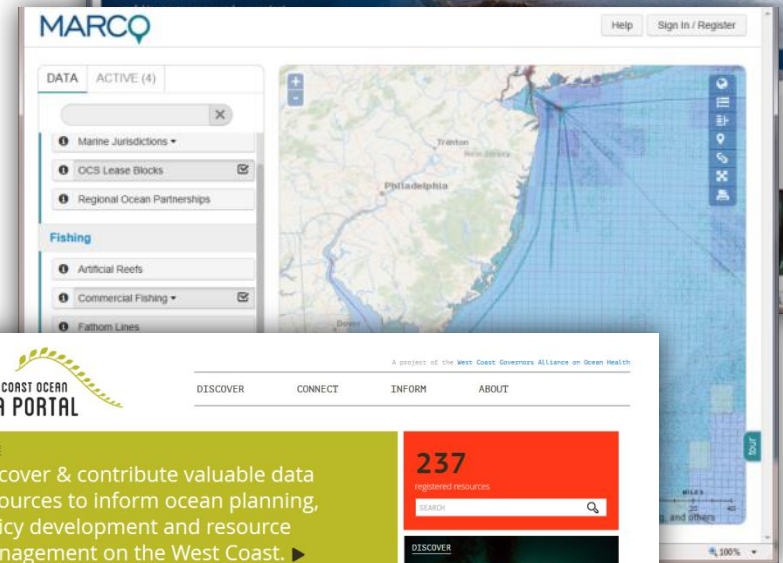 MARCO
Help
Sign In / Register
DATA
ACTIVE (4)
Marine Jurisdictions
OCS Lease Blocks
Regional Ocean Partnerships
Fishing
Artificial Reefs
Commercial Fishing
Fathom Lines
Trenton
New Jersey
Philadelphia
Dover
tour
MILES
20 40
and others
100%
COAST OCEAN
A PORTAL
A project of the West Coast Governors Alliance on Ocean Health
DISCOVER
CONNECT
INFORM
ABOUT
cover & contribute valuable data
ources to inform ocean planning,
icy development and resource
nagement on the West Coast.
237
registered resources
SEARCH
DISCOVER